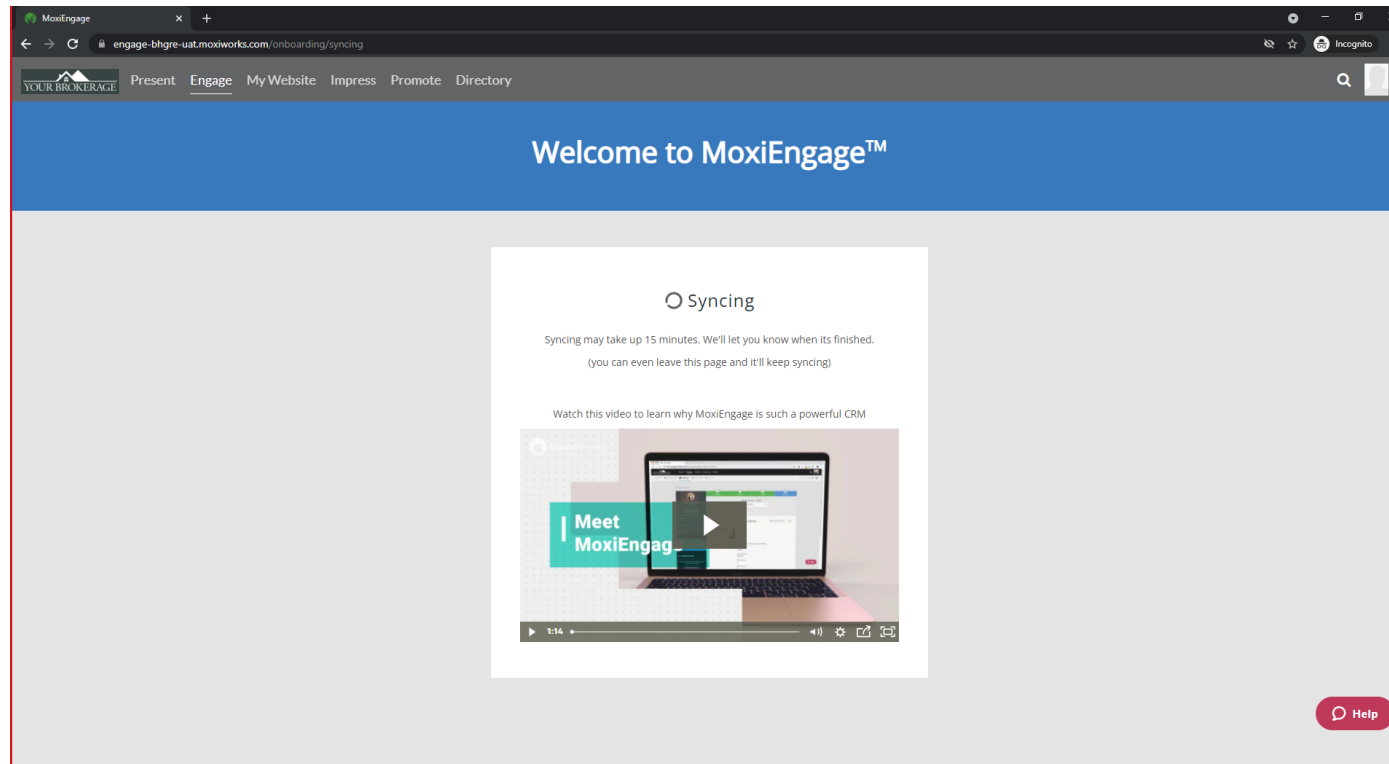 MoxiEngage
engage-bhgre-uat.moxiworks.com/onboarding/syncing
Incognito
YOUR BROKERAGE Present Engage My Website Impress Promote Directory
Welcome to MoxiEngage™
Syncing
Syncing may take up 15 minutes. We'll let you know when its finished.
(you can even leave this page and it'll keep syncing)
Watch this video to learn why MoxiEngage is such a powerful CRM
Meet
MoxiEngage
1:14
Help